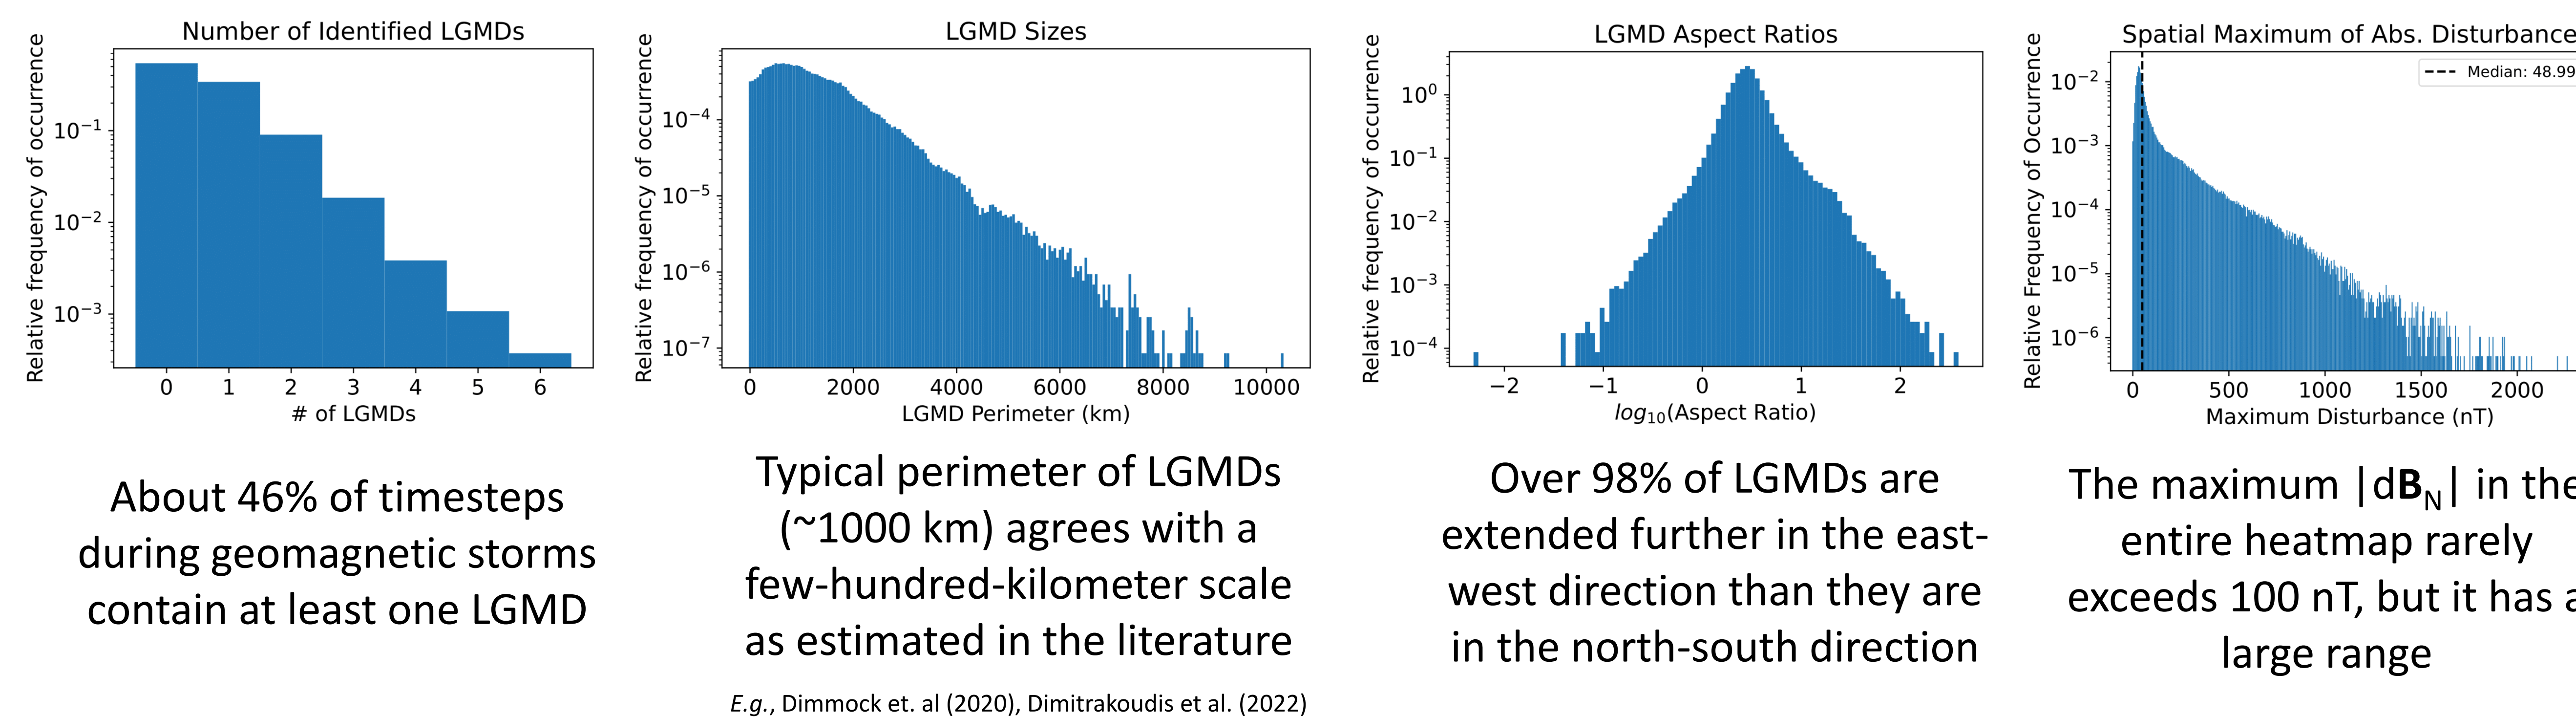 Number of Identified LGMDs
Relative frequency of occurrence
10⁻¹
10⁻²
10⁻³
0 1 2 3 4 5 6
# of LGMDs
About 46% of timesteps
during geomagnetic storms
contain at least one LGMD
LGMD Sizes
Relative frequency of occurrence
10⁻⁴
10⁻⁵
10⁻⁶
10⁻⁷
0 2000 4000 6000 8000 10000
LGMD Perimeter (km)
Typical perimeter of LGMDs
(~1000 km) agrees with a
few-hundred-kilometer scale
as estimated in the literature
E.g., Dimmock et. al (2020), Dimitrakoudis et al. (2022)
LGMD Aspect Ratios
Relative frequency of occurrence
10⁰
10⁻¹
10⁻²
10⁻³
10⁻⁴
−2 −1 0 1 2
log₁₀(Aspect Ratio)
Over 98% of LGMDs are
extended further in the east-
west direction than they are
in the north-south direction
Spatial Maximum of Abs. Disturbance
Median: 48.99
Relative Frequency of Occurrence
10⁻²
10⁻³
10⁻⁴
10⁻⁵
10⁻⁶
0 500 1000 1500 2000
Maximum Disturbance (nT)
The maximum |dB_N| in the
entire heatmap rarely
exceeds 100 nT, but it has a
large range